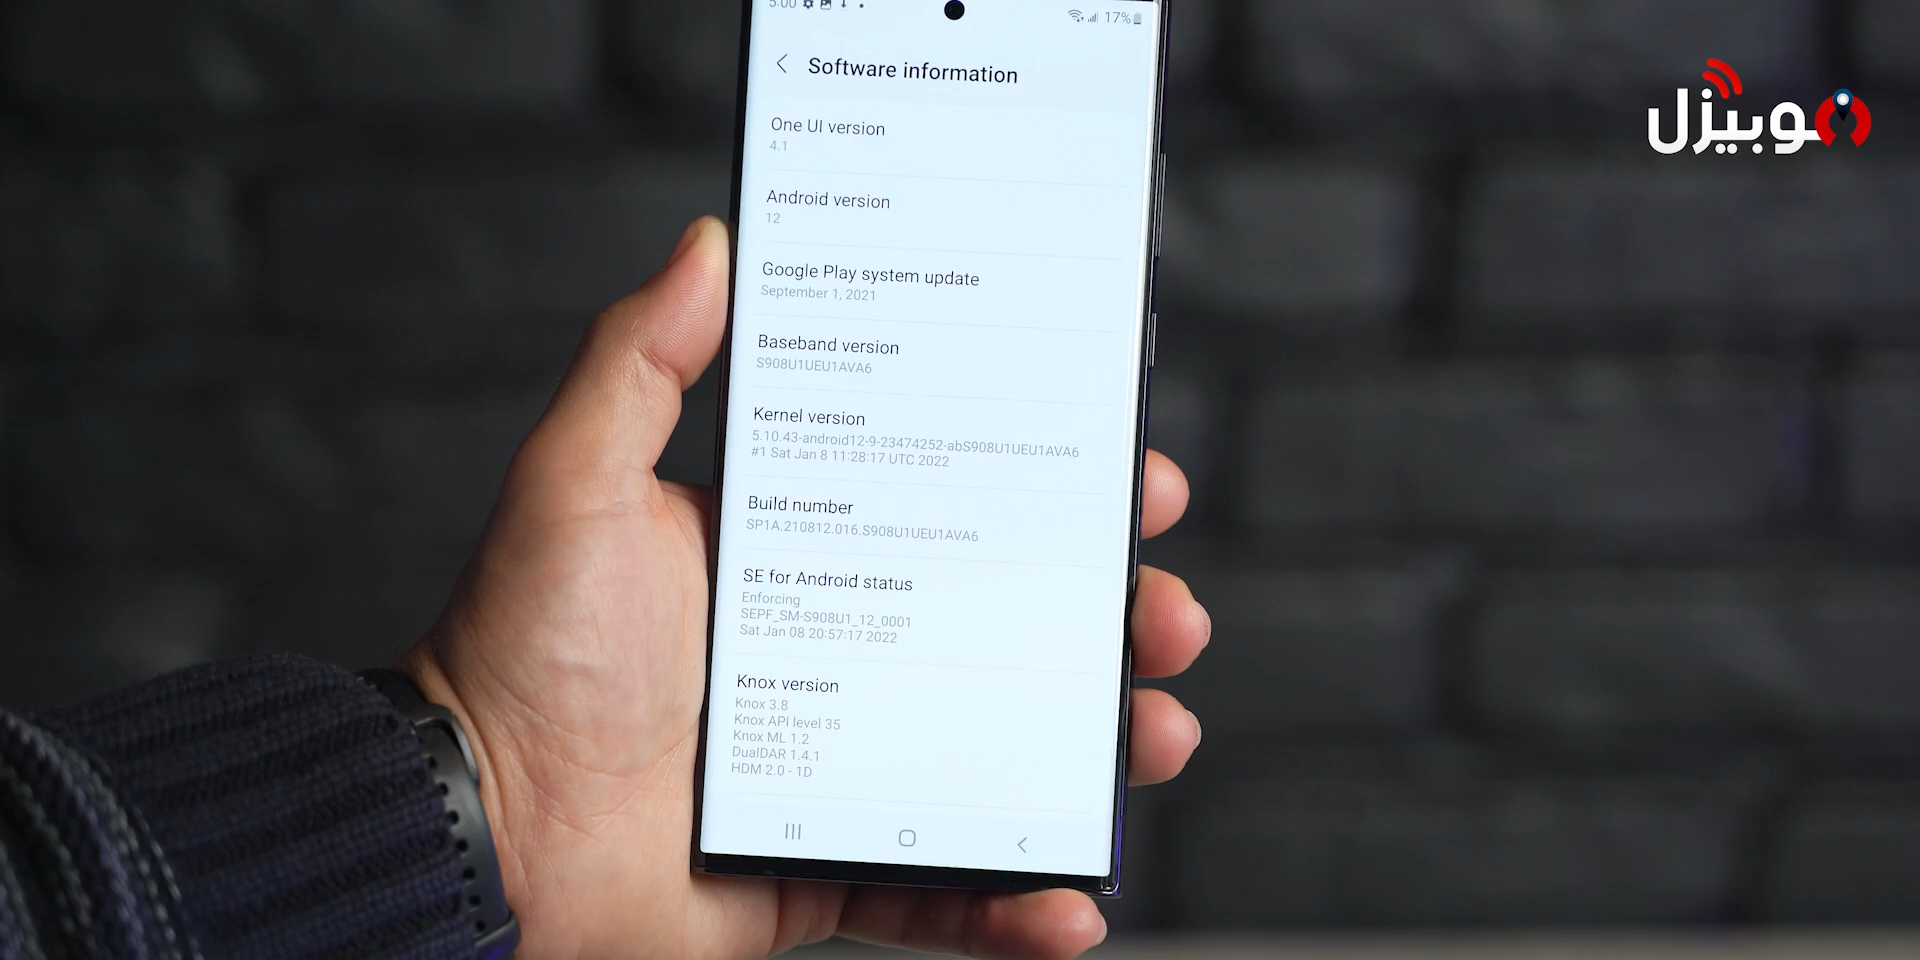 5:00
17%
موبيزل
Software information
One UI version
4.1
Android version
12
Google Play system update
September 1, 2021
Baseband version
S908U1UEU1AVA6
Kernel version
5.10.43-android12-9-23474252-abS908U1UEU1AVA6
#1 Sat Jan 8 11:28:17 UTC 2022
Build number
SP1A.210812.016.S908U1UEU1AVA6
SE for Android status
Enforcing
SEPF_SM-S908U1_12_0001
Sat Jan 08 20:57:17 2022
Knox version
Knox 3.8
Knox API level 35
Knox ML 1.2
DualDAR 1.4.1
HDM 2.0 - 1D